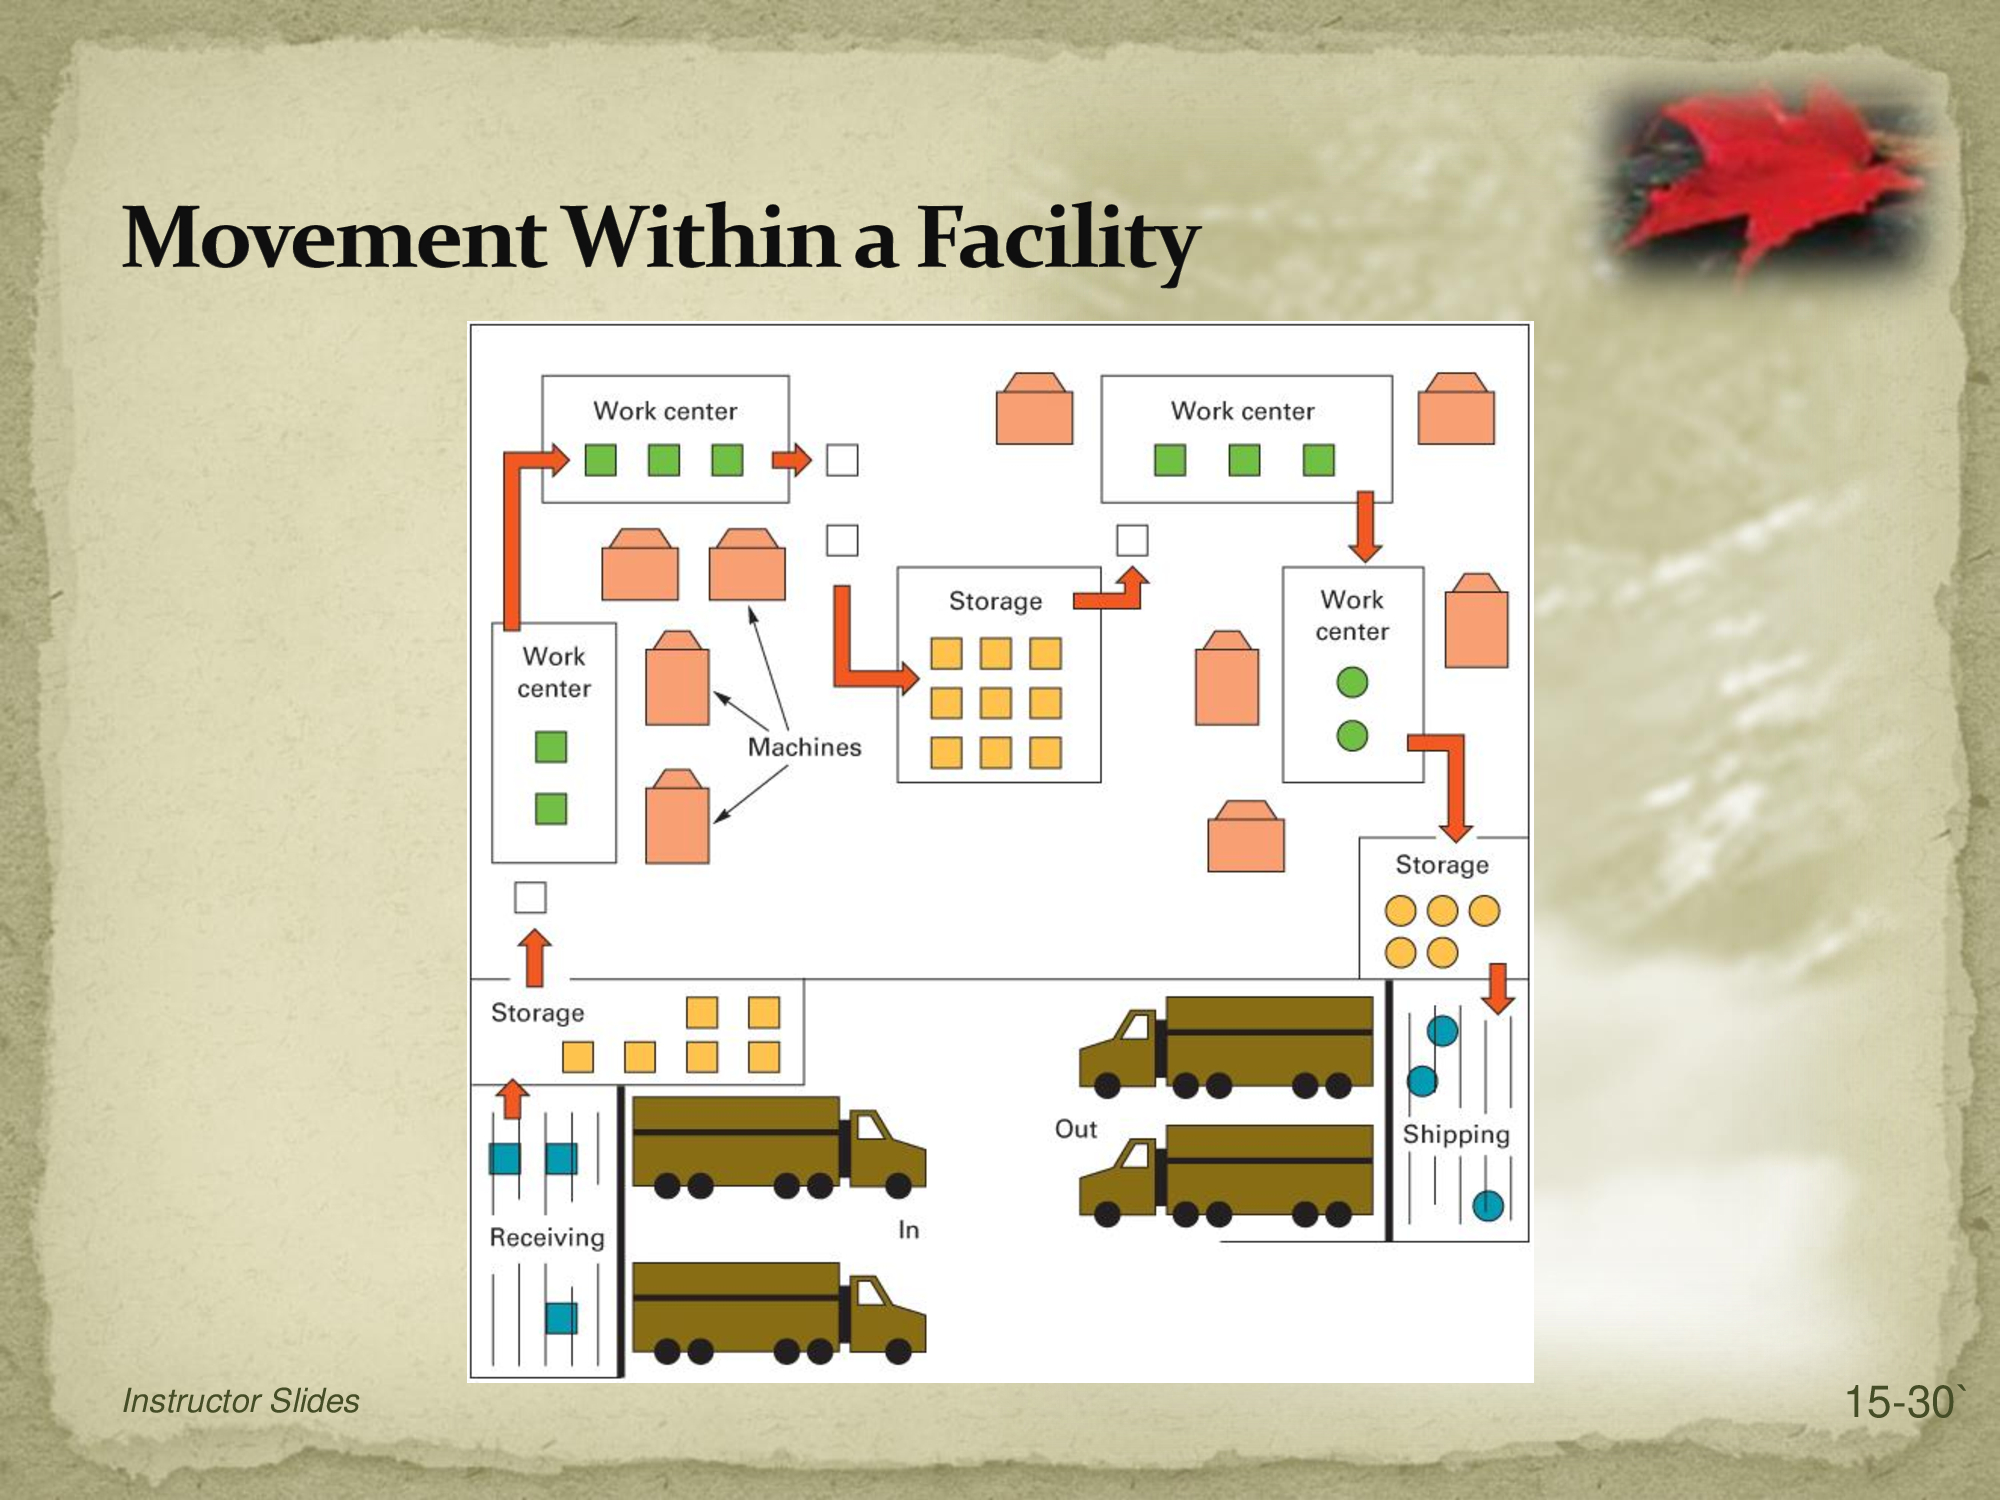 Movement Within a Facility
Work center
Work center
Storage
Work
center
Work
center
Machines
Storage
Storage
Out
Shipping
In
Receiving
Instructor Slides
15-30`